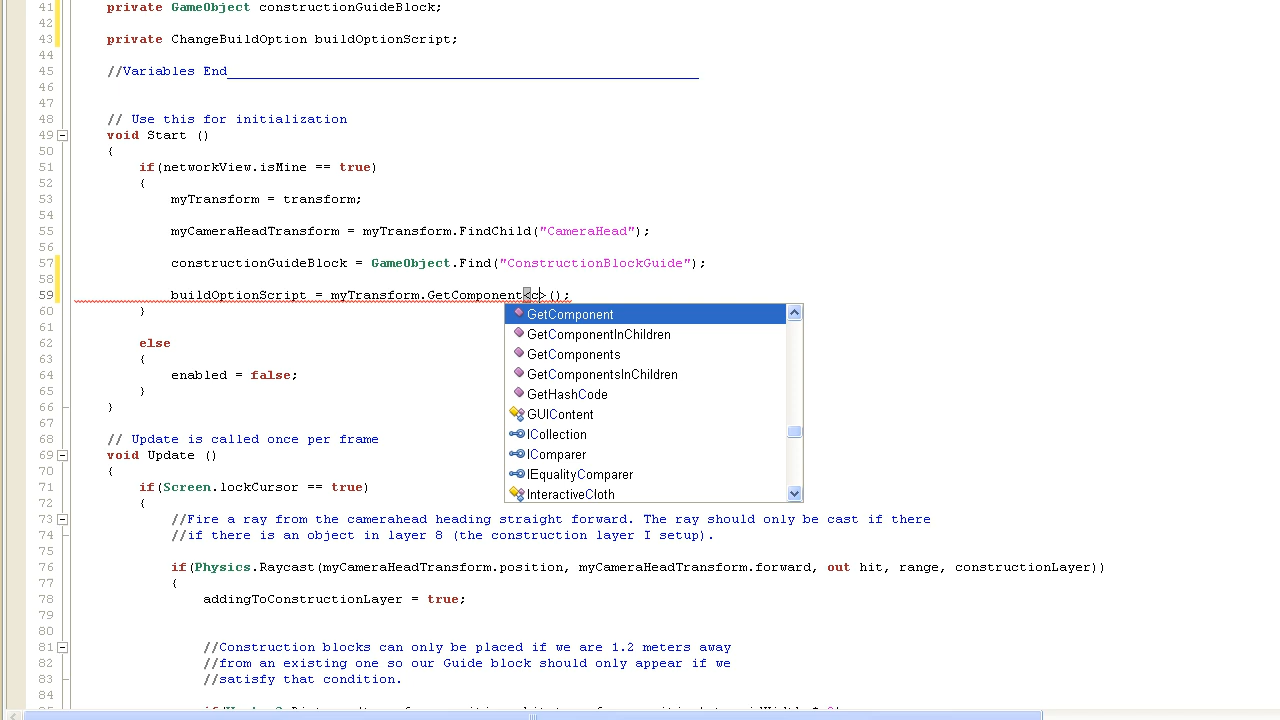 41 private GameObject constructionGuideBlock;
42
43 private ChangeBuildOption buildOptionScript;
44
45 //Variables End_______________________________________________________________
46
47
48 // Use this for initialization
49 void Start ()
50 {
51 if(networkView.isMine == true)
52 {
53 myTransform = transform;
54
55 myCameraHeadTransform = myTransform.FindChild("CameraHead");
56
57 constructionGuideBlock = GameObject.Find("ConstructionBlockGuide");
58
59 buildOptionScript = myTransform.GetComponent<c>();
GetComponent
GetComponentInChildren
GetComponents
GetComponentsInChildren
GetHashCode
GUIContent
ICollection
IComparer
IEqualityComparer
InteractiveCloth
60 }
61
62 else
63 {
64 enabled = false;
65 }
66 }
67
68 // Update is called once per frame
69 void Update ()
70 {
71 if(Screen.lockCursor == true)
72 {
73 //Fire a ray from the camerahead heading straight forward. The ray should only be cast if there
74 //if there is an object in layer 8 (the construction layer I setup).
75
76 if(Physics.Raycast(myCameraHeadTransform.position, myCameraHeadTransform.forward, out hit, range, constructionLayer))
77 {
78 addingToConstructionLayer = true;
79
80
81 //Construction blocks can only be placed if we are 1.2 meters away
82 //from an existing one so our Guide block should only appear if we
83 //satisfy that condition.
84